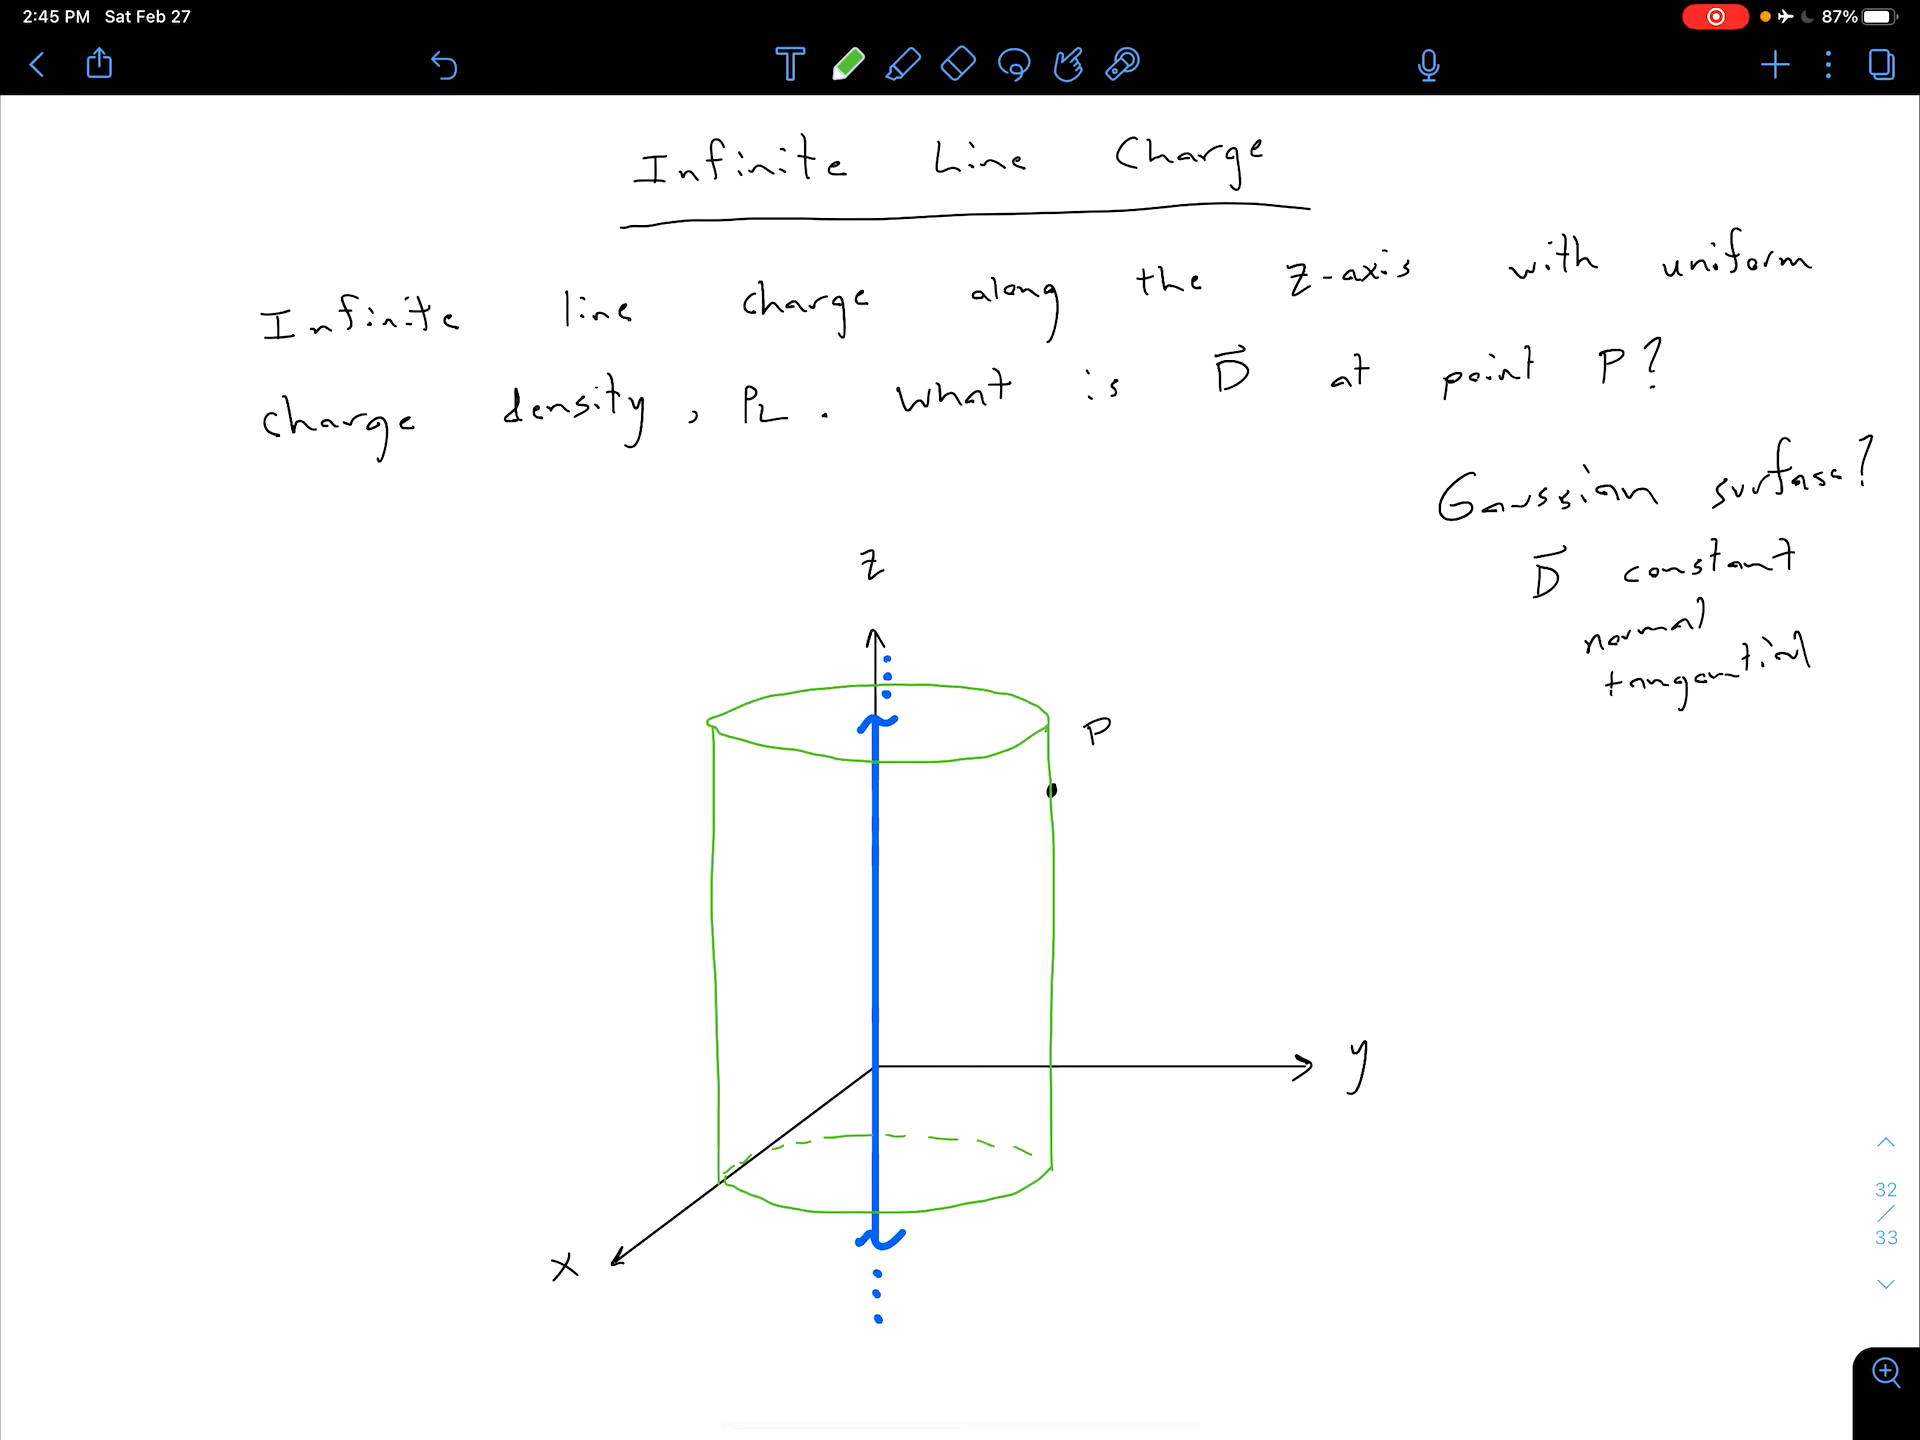 2:45 PM Sat Feb 27
87%
Infinite Line Charge
Infinite line charge along the z-axis with uniform
charge density, ρL. What is D⃗ at point P?
Gaussian surface?
D⃗ constant
normal
tangential
z
P
y
x
32
/
33